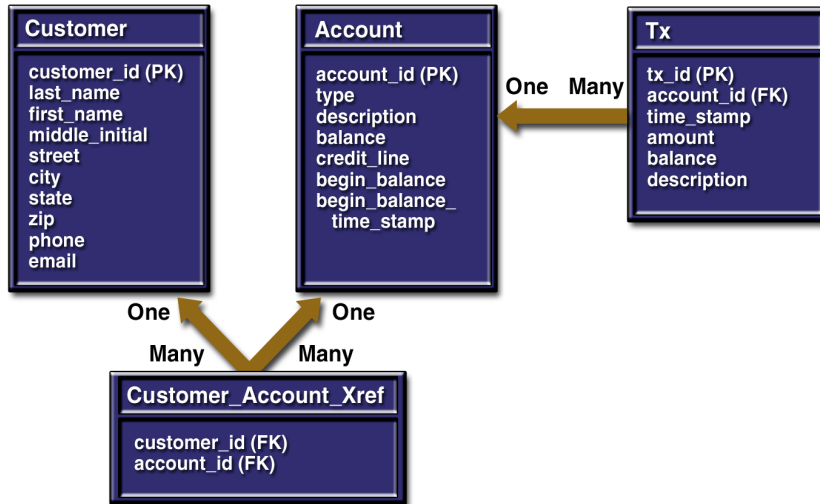 Customer
customer_id (PK)
last_name
first_name
middle_initial
street
city
state
zip
phone
email
Account
account_id (PK)
type
description
balance
credit_line
begin_balance
begin_balance_
time_stamp
One Many
Tx
tx_id (PK)
account_id (FK)
time_stamp
amount
balance
description
One
One
Many
Many
Customer_Account_Xref
customer_id (FK)
account_id (FK)